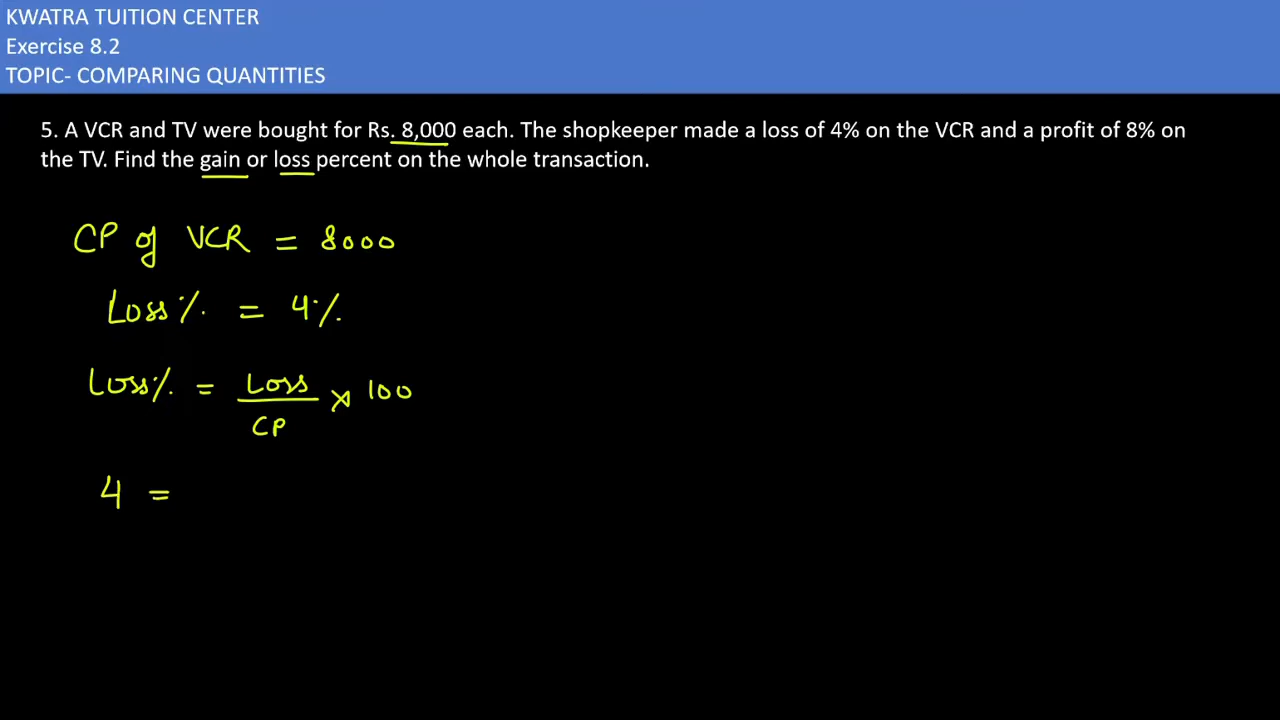 KWATRA TUITION CENTER
Exercise 8.2
TOPIC- COMPARING QUANTITIES
5. A VCR and TV were bought for Rs. 8,000 each. The shopkeeper made a loss of 4% on the VCR and a profit of 8% on
the TV. Find the gain or loss percent on the whole transaction.
CP of VCR = 8000
Loss% = 4%
Loss% = Loss/CP × 100
4 =